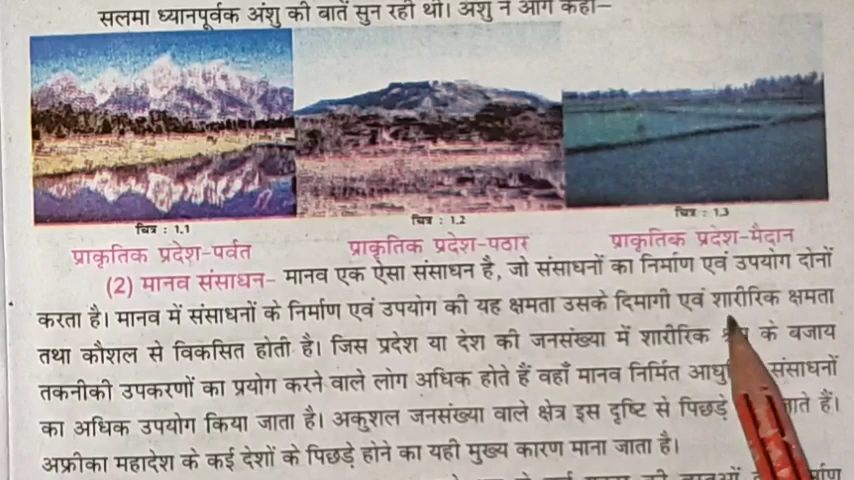 सलमा ध्यानपूर्वक अंशु की बातें सुन रही थी। अंशु ने आगे कहा–
चित्र : 1.1 चित्र : 1.2 चित्र : 1.3
प्राकृतिक प्रदेश-पर्वत प्राकृतिक प्रदेश-पठार प्राकृतिक प्रदेश-मैदान
(2) मानव संसाधन- मानव एक ऐसा संसाधन है, जो संसाधनों का निर्माण एवं उपयोग दोनों
करता है। मानव में संसाधनों के निर्माण एवं उपयोग की यह क्षमता उसके दिमागी एवं शारीरिक क्षमता
तथा कौशल से विकसित होती है। जिस प्रदेश या देश की जनसंख्या में शारीरिक के बजाय
तकनीकी उपकरणों का प्रयोग करने वाले लोग अधिक होते हैं वहाँ मानव निर्मित संसाधनों
का अधिक उपयोग किया जाता है। अकुशल जनसंख्या वाले क्षेत्र इस दृष्टि से पिछड़े जाते हैं।
अफ्रीका महादेश के कई देशों के पिछड़े होने का यही मुख्य कारण माना जाता है।